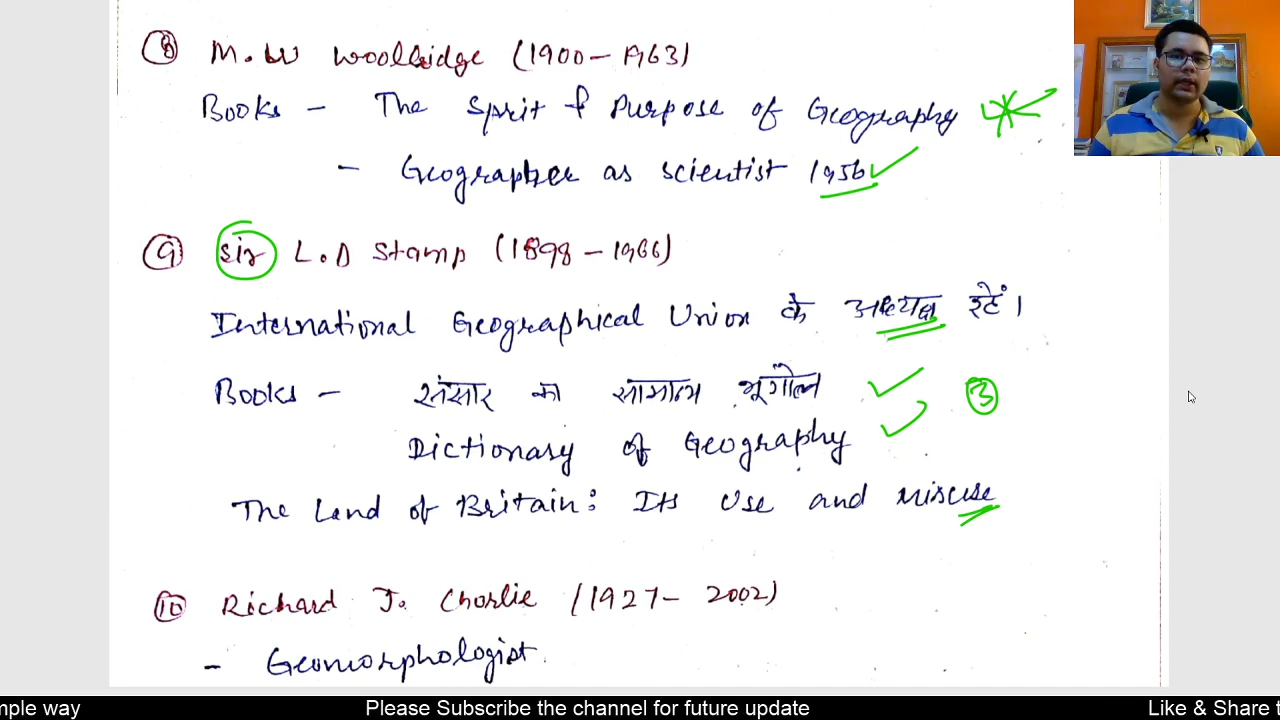 ⑧ M.W Woolridge (1900 - 1963)
Books - The Sprit & Purpose of Geography
- Geographer as scientist 1956
⑨ Sir L.D Stamp (1898 - 1966)
International Geographical Union के अध्यक्ष रहें।
Books - संसार का सामान्य भूगोल ③
Dictionary of Geography
The Land of Britain: Its Use and Misuse
⑩ Richard J. Chorlie (1927 - 2002)
- Geomorphologist
mple way
Please Subscribe the channel for future update
Like & Share t